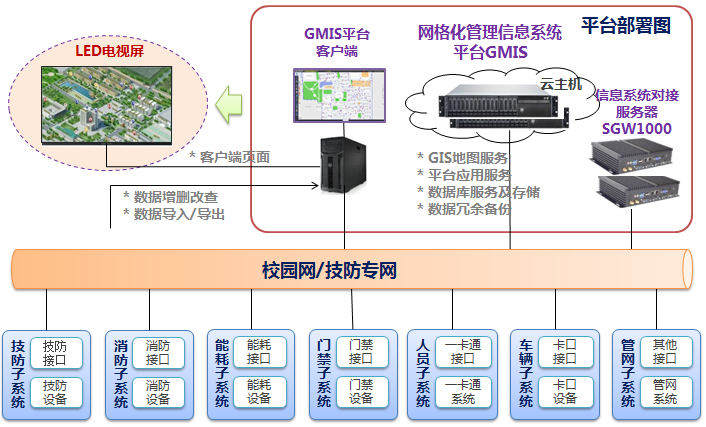 平台部署图
LED电视屏
GMIS平台
客户端
网格化管理信息系统
平台GMIS
云主机
信息系统对接
服务器
SGW1000
* 客户端页面
* 数据增删改查
* 数据导入/导出
* GIS地图服务
* 平台应用服务
* 数据库服务及存储
* 数据冗余备份
校园网/技防专网
技防子系统
技防
接口
技防
设备
消防子系统
消防
接口
消防
设备
能耗子系统
能耗
接口
能耗
设备
门禁子系统
门禁
接口
门禁
设备
人员子系统
一卡通
接口
一卡通
系统
车辆子系统
卡口
接口
卡口
设备
管网子系统
其他
接口
管网
系统